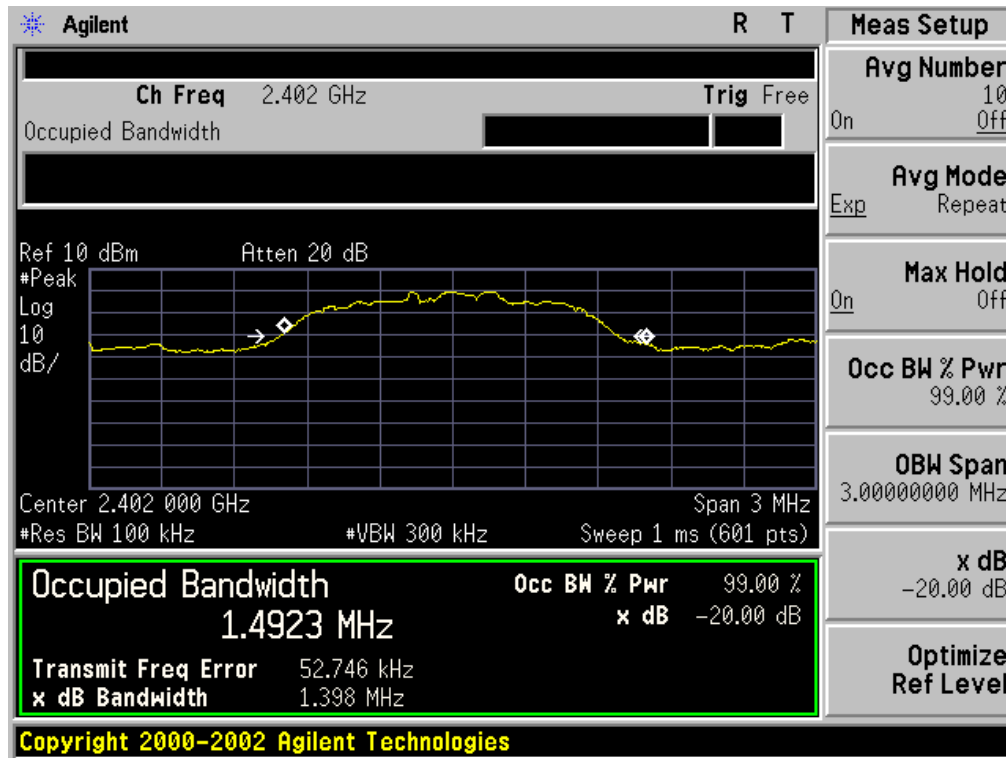 Agilent R T
Meas Setup
Ch Freq 2.402 GHz Trig Free
Occupied Bandwidth
Ref 10 dBm Atten 20 dB
#Peak
Log
10
dB/
Center 2.402 000 GHz Span 3 MHz
#Res BW 100 kHz #VBW 300 kHz Sweep 1 ms (601 pts)
Occupied Bandwidth Occ BW % Pwr 99.00 %
1.4923 MHz x dB -20.00 dB
Transmit Freq Error 52.746 kHz
x dB Bandwidth 1.398 MHz
Copyright 2000-2002 Agilent Technologies
Avg Number
10
On Off
Avg Mode
Exp Repeat
Max Hold
On Off
Occ BW % Pwr
99.00 %
OBW Span
3.00000000 MHz
x dB
-20.00 dB
Optimize
Ref Level